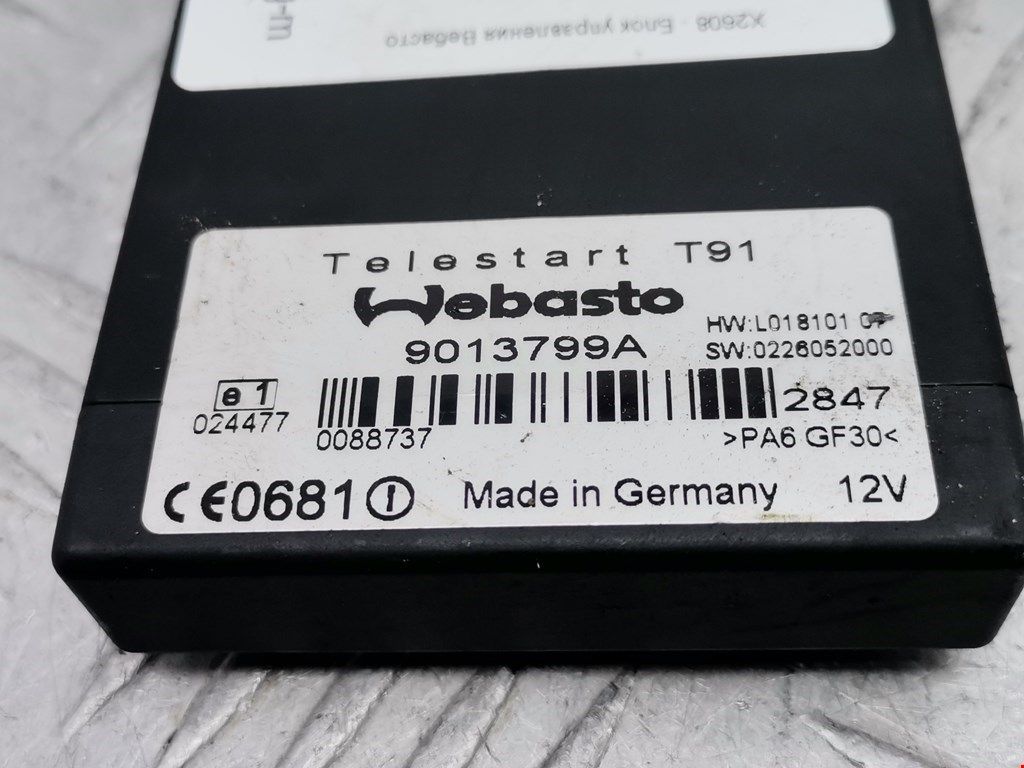 X2608 - Блок управления Вебасто
Telestart T91
Webasto
9013799A
HW:L018101
SW:0226052000
e1
024477
0088737
2847
>PA6 GF30<
CE0681
Made in Germany
12V